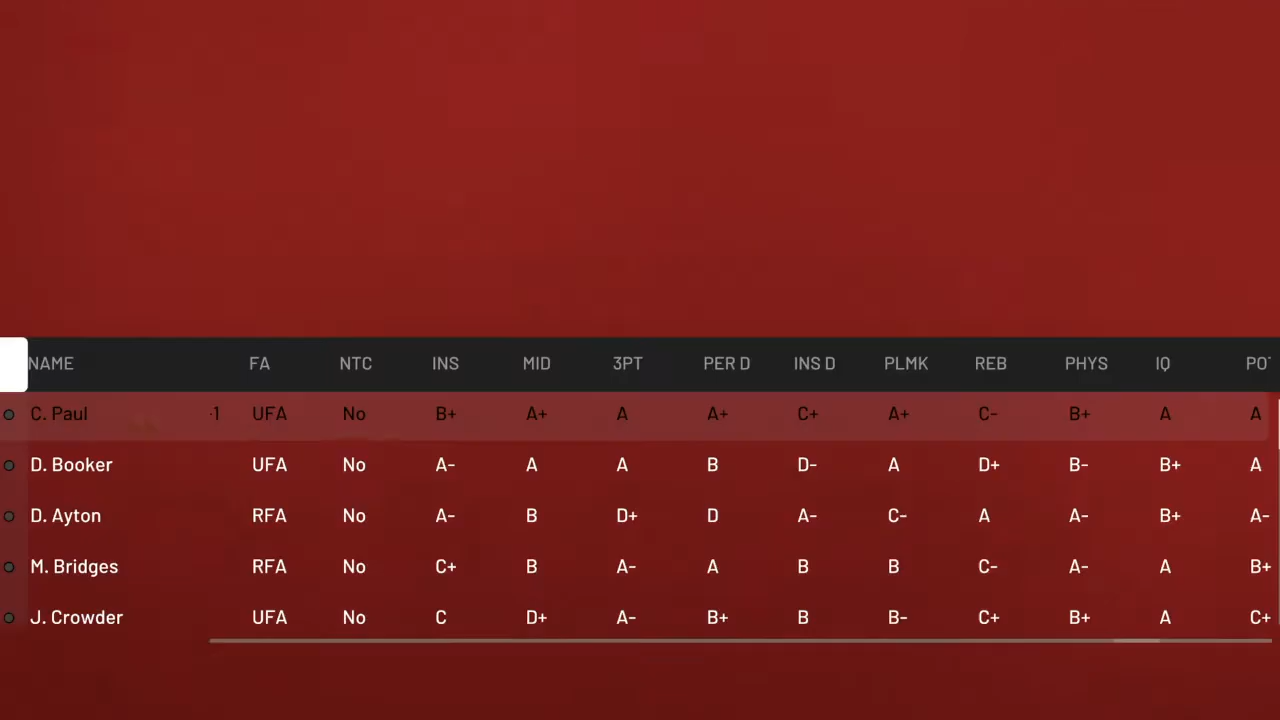 NAME FA NTC INS MID 3PT PER D INS D PLMK REB PHYS IQ
C. Paul UFA No B+ A+ A A+ C+ A+ C- B+ A A
D. Booker UFA No A- A A B D- A D+ B- B+ A
D. Ayton RFA No A- B D+ D A- C- A A- B+ A-
M. Bridges RFA No C+ B A- A B B C- A- A B+
J. Crowder UFA No C D+ A- B+ B B- C+ B+ A C+